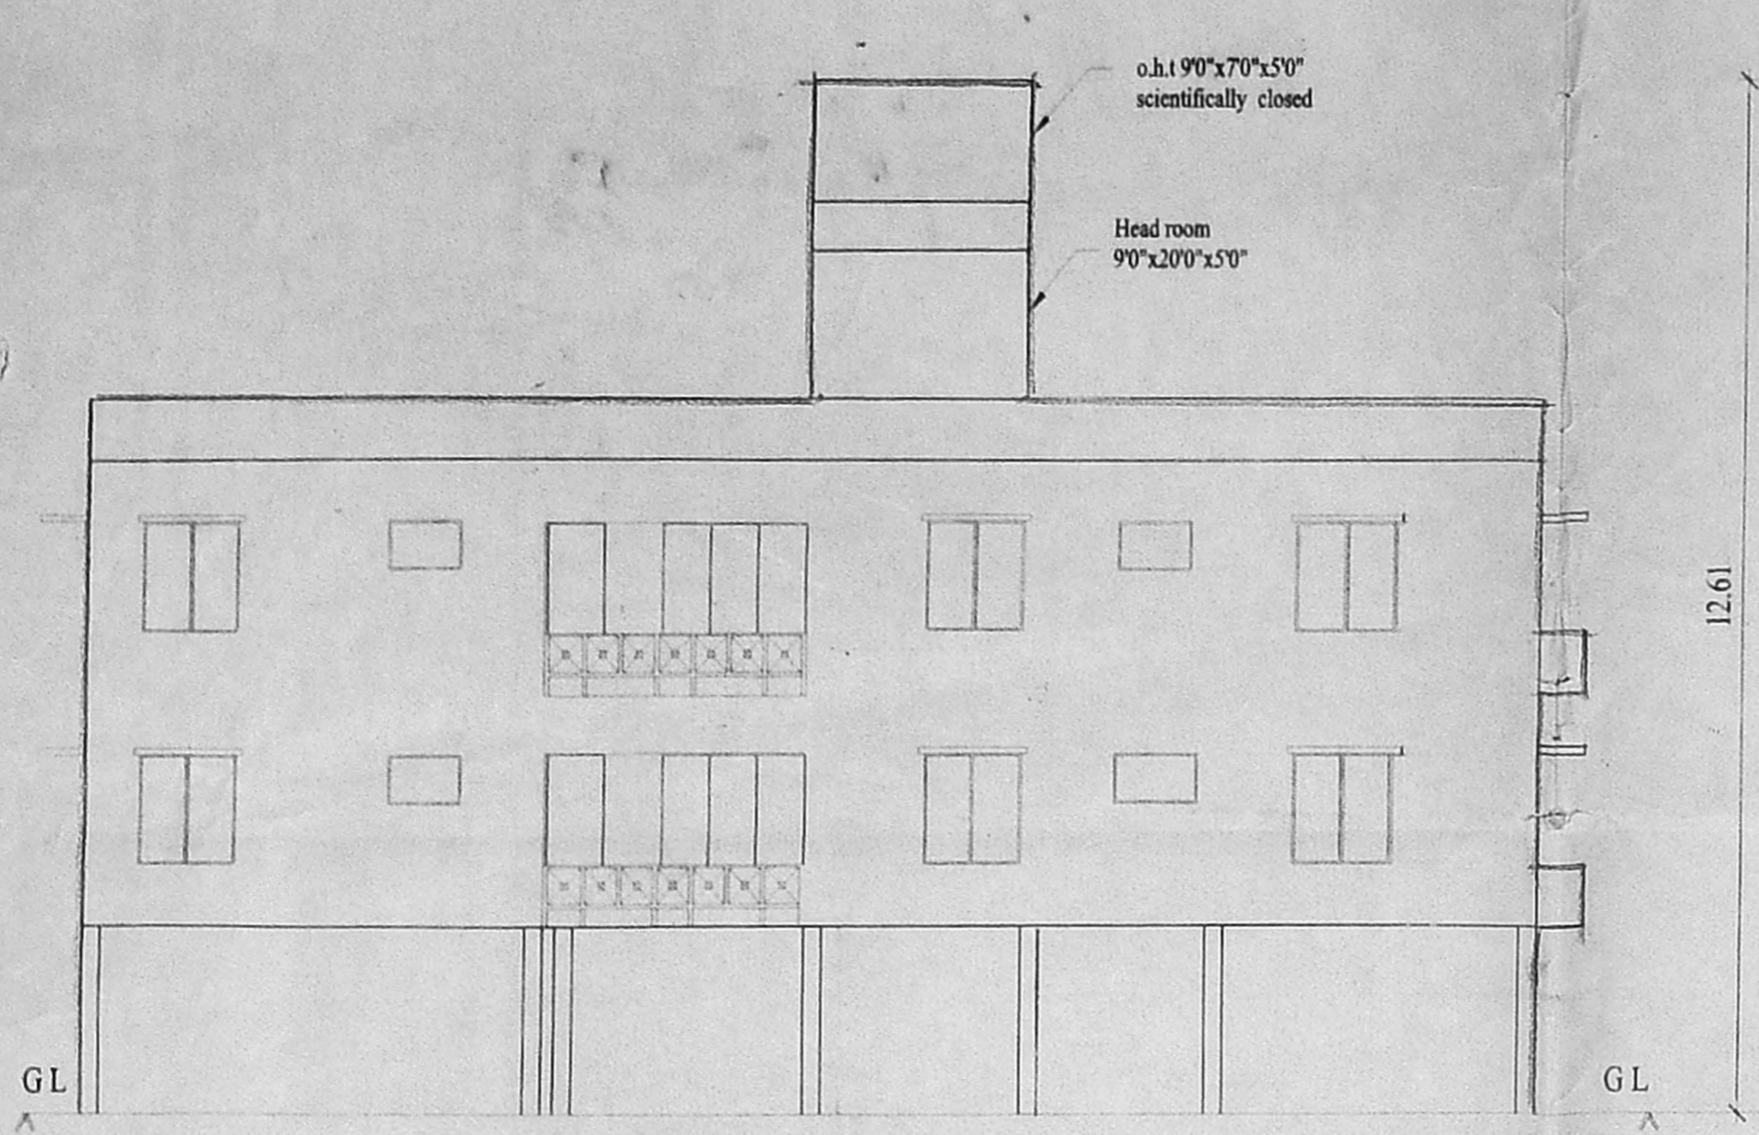 o.h.t 9'0"x7'0"x5'0"
scientifically closed
Head room
9'0"x20'0"x5'0"
12.61
GL
GL